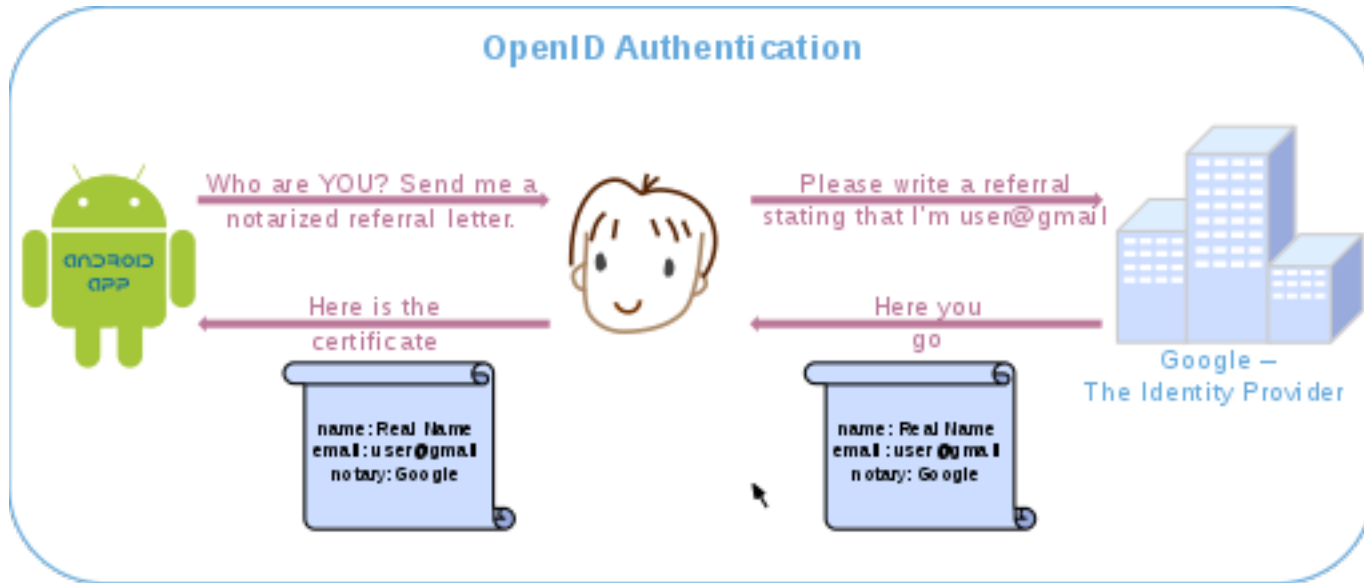 OpenID Authentication
Who are YOU? Send me a
notarized referral letter.
Please write a referral
stating that I'm user@gmail
ANDROID
APP
Here is the
certificate
Here you
go
Google –
The Identity Provider
name: Real Name
email: user@gmail
notary: Google
name: Real Name
email: user@gmail
notary: Google